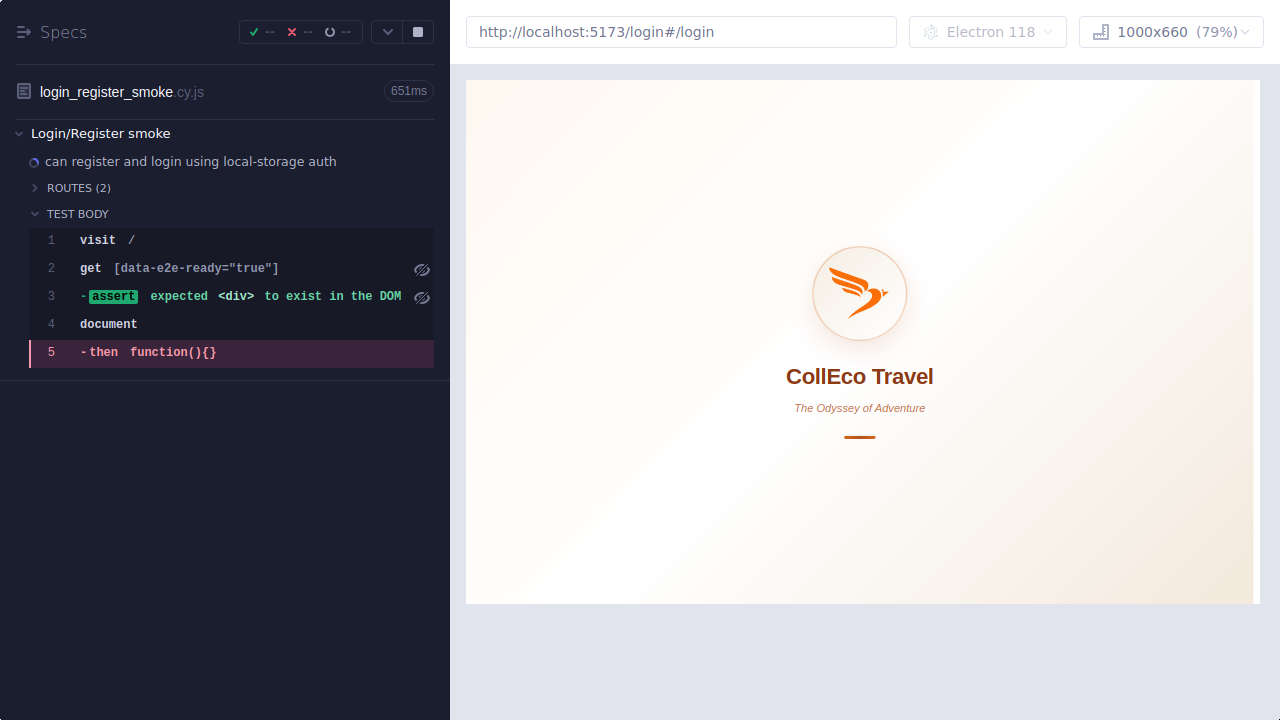 Specs
-- -- --
login_register_smoke.cy.js 651ms
Login/Register smoke
can register and login using local-storage auth
ROUTES (2)
TEST BODY
1 visit /
2 get [data-e2e-ready="true"]
3 -assert expected <div> to exist in the DOM
4 document
5 -then function(){}
http://localhost:5173/login#/login
Electron 118
1000x660 (79%)
CollEco Travel
The Odyssey of Adventure